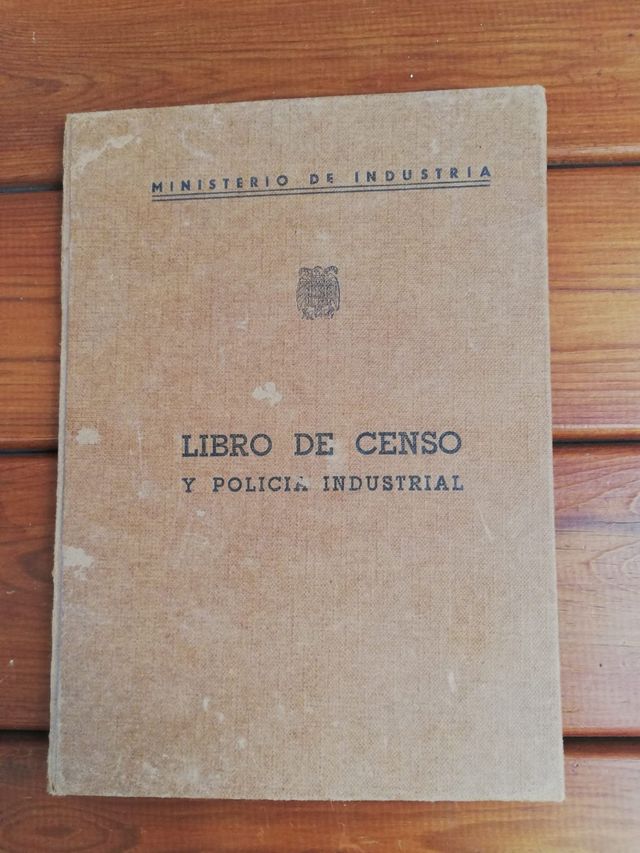 MINISTERIO DE INDUSTRIA
LIBRO DE CENSO
Y POLICIA INDUSTRIAL